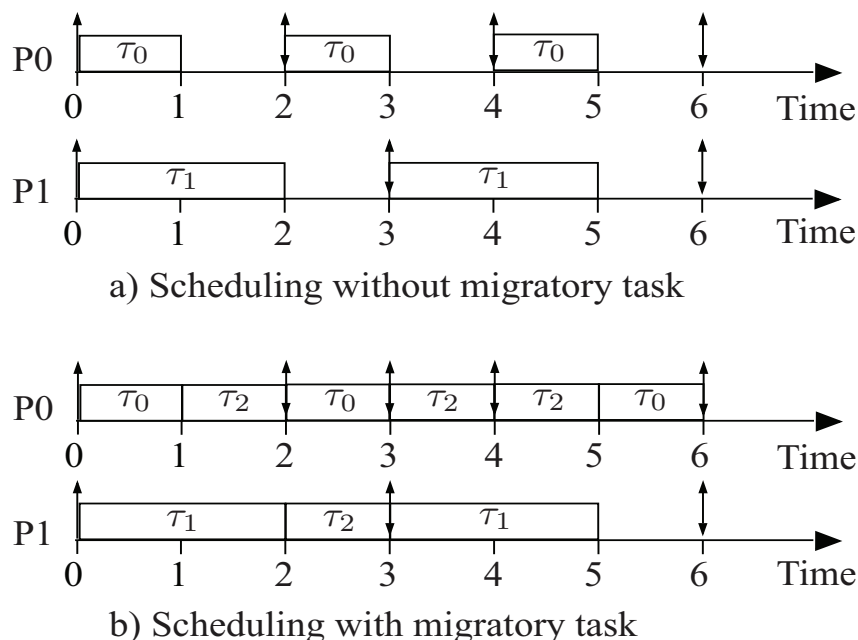 P0 τ₀ τ₀ τ₀
0 1 2 3 4 5 6 Time
P1 τ₁ τ₁
0 1 2 3 4 5 6 Time
a) Scheduling without migratory task
P0 τ₀ τ₂ τ₀ τ₂ τ₂ τ₀
0 1 2 3 4 5 6 Time
P1 τ₁ τ₂ τ₁
0 1 2 3 4 5 6 Time
b) Scheduling with migratory task